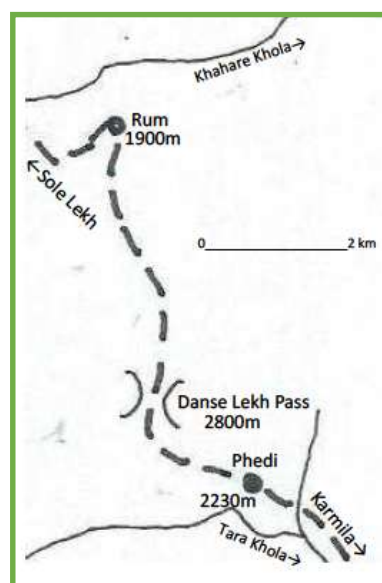 Khahare Khola→
Rum
1900m
←Sole Lekh
0 2 km
Danse Lekh Pass
2800m
Phedi
2230m
Karmila→
Tara Khola→